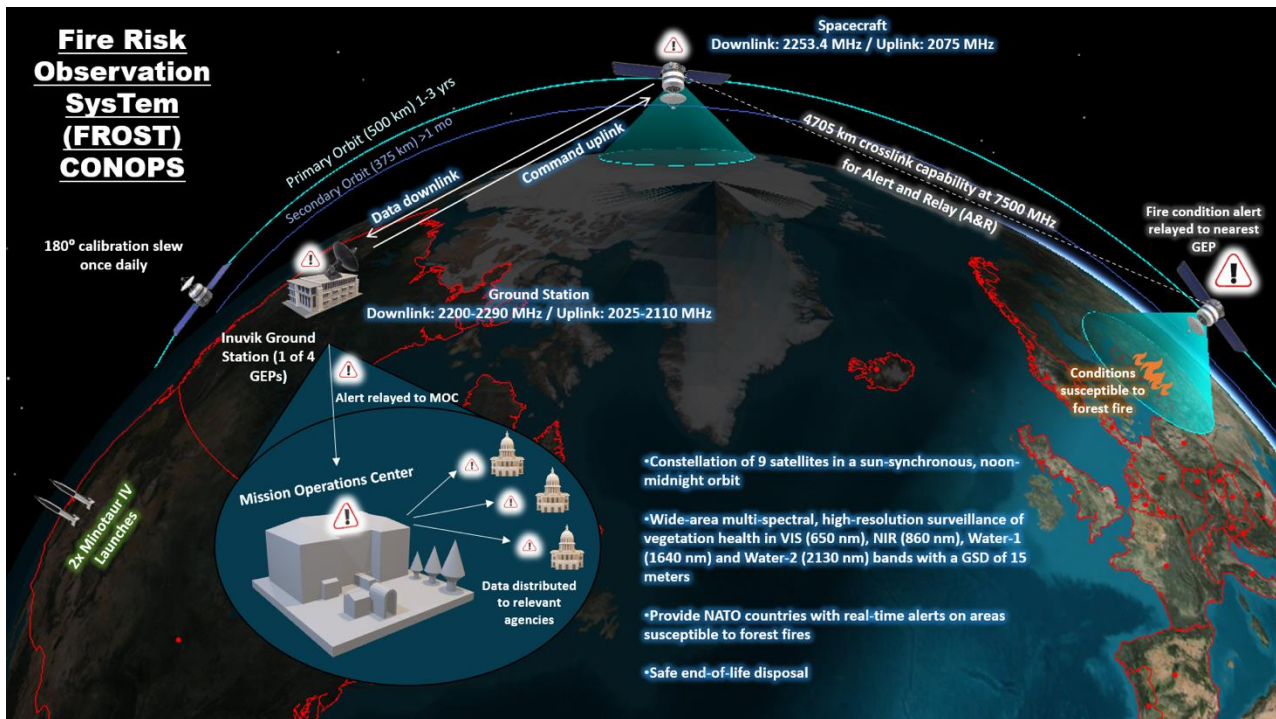 Fire Risk
Observation
SysTem
(FROST)
CONOPS
Spacecraft
Downlink: 2253.4 MHz / Uplink: 2075 MHz
Primary Orbit (500 km) 1-3 yrs
Secondary Orbit (375 km) >1 mo
Data downlink
Command uplink
4705 km crosslink capability at 7500 MHz
for Alert and Relay (A&R)
Fire condition alert
relayed to nearest
GEP
180° calibration slew
once daily
Ground Station
Downlink: 2200-2290 MHz / Uplink: 2025-2110 MHz
Inuvik Ground
Station (1 of 4
GEPs)
Alert relayed to MOC
Conditions
susceptible to
forest fire
Mission Operations Center
Data distributed
to relevant
agencies
2x Minotaur IV
Launches
•Constellation of 9 satellites in a sun-synchronous, noon-
midnight orbit
•Wide-area multi-spectral, high-resolution surveillance of
vegetation health in VIS (650 nm), NIR (860 nm), Water-1
(1640 nm) and Water-2 (2130 nm) bands with a GSD of 15
meters
•Provide NATO countries with real-time alerts on areas
susceptible to forest fires
•Safe end-of-life disposal